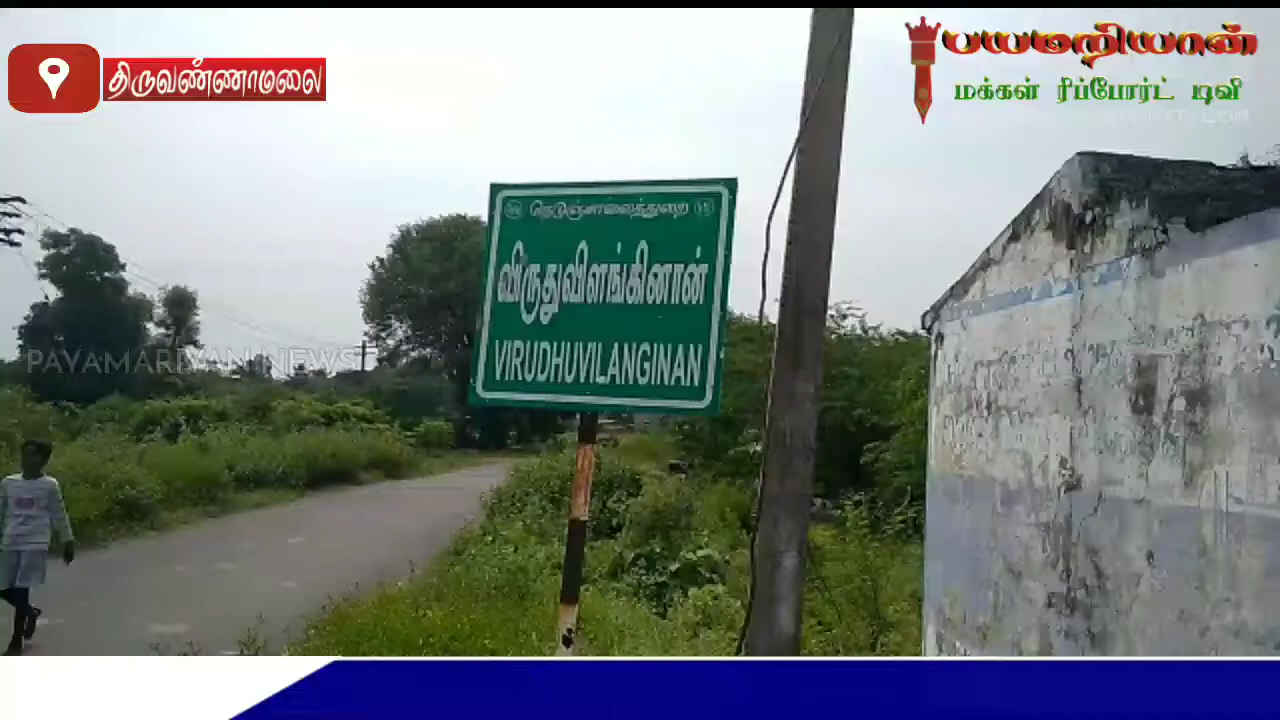 திருவண்ணாமலை
பயமறியான்
மக்கள் ரிப்போர்ட் டிவி
நெடுஞ்சாலைத்துறை
விருதுவிளங்கினான்
VIRUDHUVILANGINAN
PAYAMARIYAN NEWS